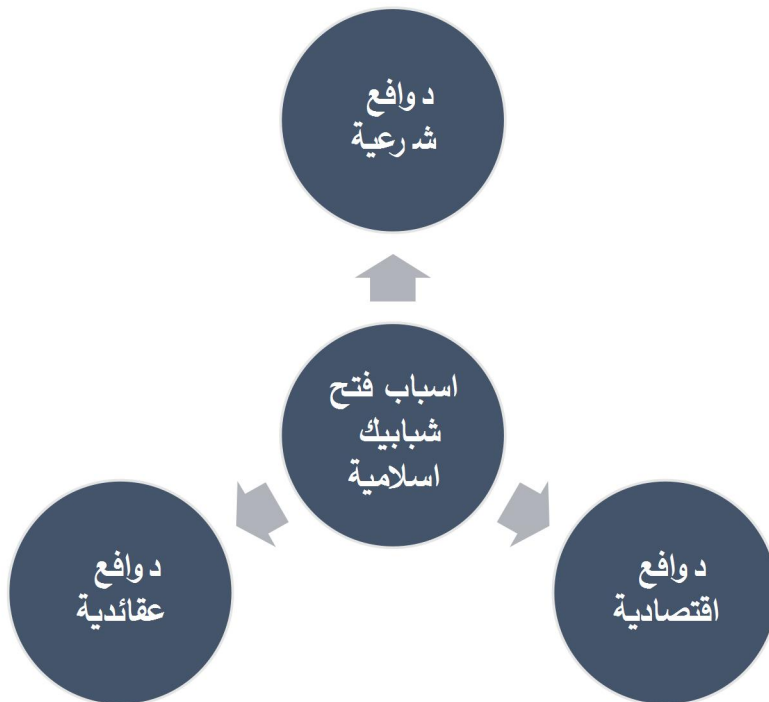 دوافع
شرعية
اسباب فتح
شبابيك
اسلامية
دوافع
اقتصادية
دوافع
عقائدية